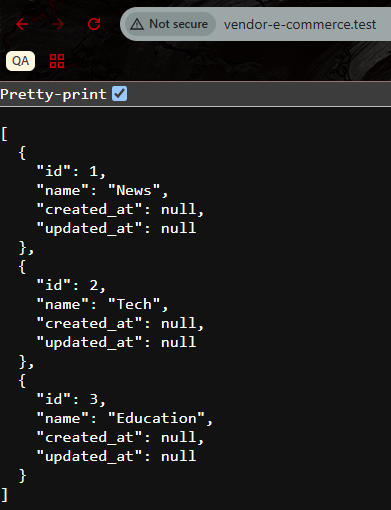 Not secure vendor-e-commerce.test
QA
Pretty-print
[
  {
    "id": 1,
    "name": "News",
    "created_at": null,
    "updated_at": null
  },
  {
    "id": 2,
    "name": "Tech",
    "created_at": null,
    "updated_at": null
  },
  {
    "id": 3,
    "name": "Education",
    "created_at": null,
    "updated_at": null
  }
]